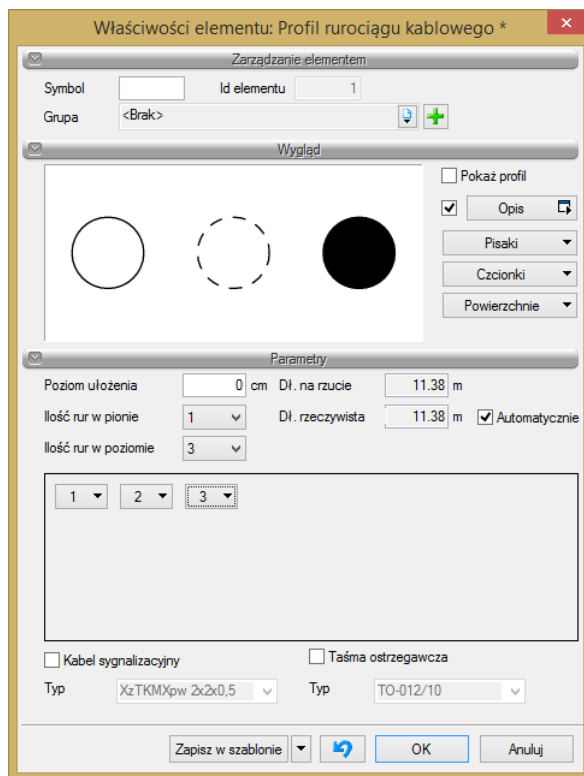 Właściwości elementu: Profil rurociągu kablowego *
Zarządzanie elementem
Symbol Id elementu 1
Grupa <Brak>
Wygląd
Pokaż profil
Opis
Pisaki
Czcionki
Powierzchnie
Parametry
Poziom ułożenia 0 cm Dł. na rzucie 11.38 m
Ilość rur w pionie 1 Dł. rzeczywista 11.38 m Automatycznie
Ilość rur w poziomie 3
1 2 3
Kabel sygnalizacyjny Taśma ostrzegawcza
Typ XzTKMXpw 2x2x0,5 Typ TO-012/10
Zapisz w szablonie OK Anuluj